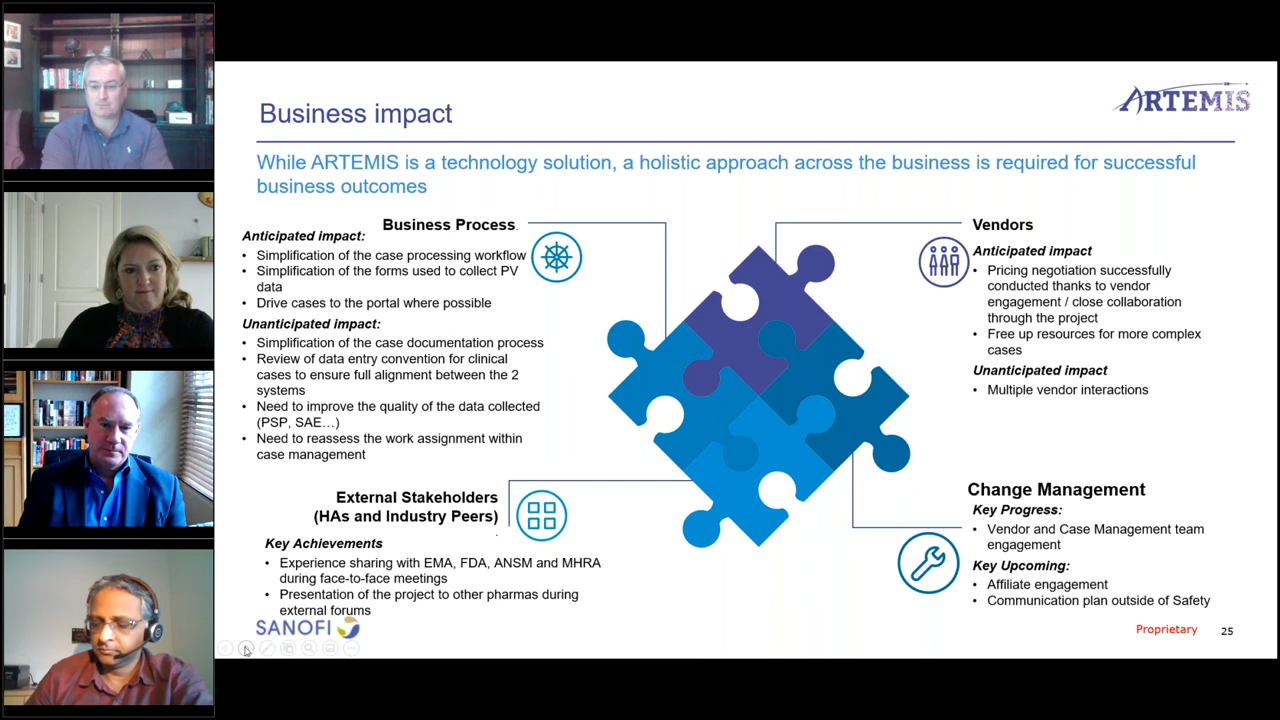 Business impact
ARTEMIS
While ARTEMIS is a technology solution, a holistic approach across the business is required for successful
business outcomes
Business Process.
Anticipated impact:
• Simplification of the case processing workflow
• Simplification of the forms used to collect PV
data
• Drive cases to the portal where possible
Unanticipated impact:
• Simplification of the case documentation process
• Review of data entry convention for clinical
cases to ensure full alignment between the 2
systems
• Need to improve the quality of the data collected
(PSP, SAE…)
• Need to reassess the work assignment within
case management
Vendors
Anticipated impact
• Pricing negotiation successfully
conducted thanks to vendor
engagement / close collaboration
through the project
• Free up resources for more complex
cases
Unanticipated impact
• Multiple vendor interactions
External Stakeholders
(HAs and Industry Peers)
Key Achievements
• Experience sharing with EMA, FDA, ANSM and MHRA
during face-to-face meetings
• Presentation of the project to other pharmas during
external forums
Change Management
Key Progress:
• Vendor and Case Management team
engagement
Key Upcoming:
• Affiliate engagement
• Communication plan outside of Safety
SANOFI
Proprietary
25